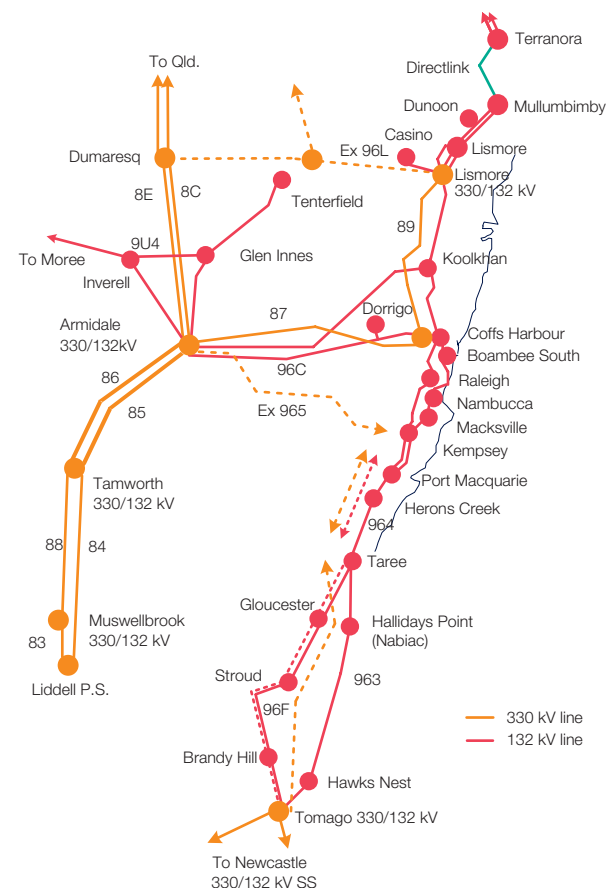 Terranora
To Qld.
Directlink
Dunoon
Mullumbimby
Casino
Ex 96L
Lismore
Dumaresq
Lismore
330/132 kV
8E
8C
Tenterfield
89
9U4
Glen Innes
To Moree
Koolkhan
Inverell
Dorrigo
87
Armidale
330/132kV
Coffs Harbour
96C
Boambee South
86
Raleigh
85
Ex 965
Nambucca
Macksville
Kempsey
Tamworth
330/132 kV
Port Macquarie
Herons Creek
964
88
84
Taree
Gloucester
Muswellbrook
330/132 kV
Hallidays Point
(Nabiac)
83
Stroud
963
Liddell P.S.
96F
330 kV line
132 kV line
Brandy Hill
Hawks Nest
Tomago 330/132 kV
To Newcastle
330/132 kV SS